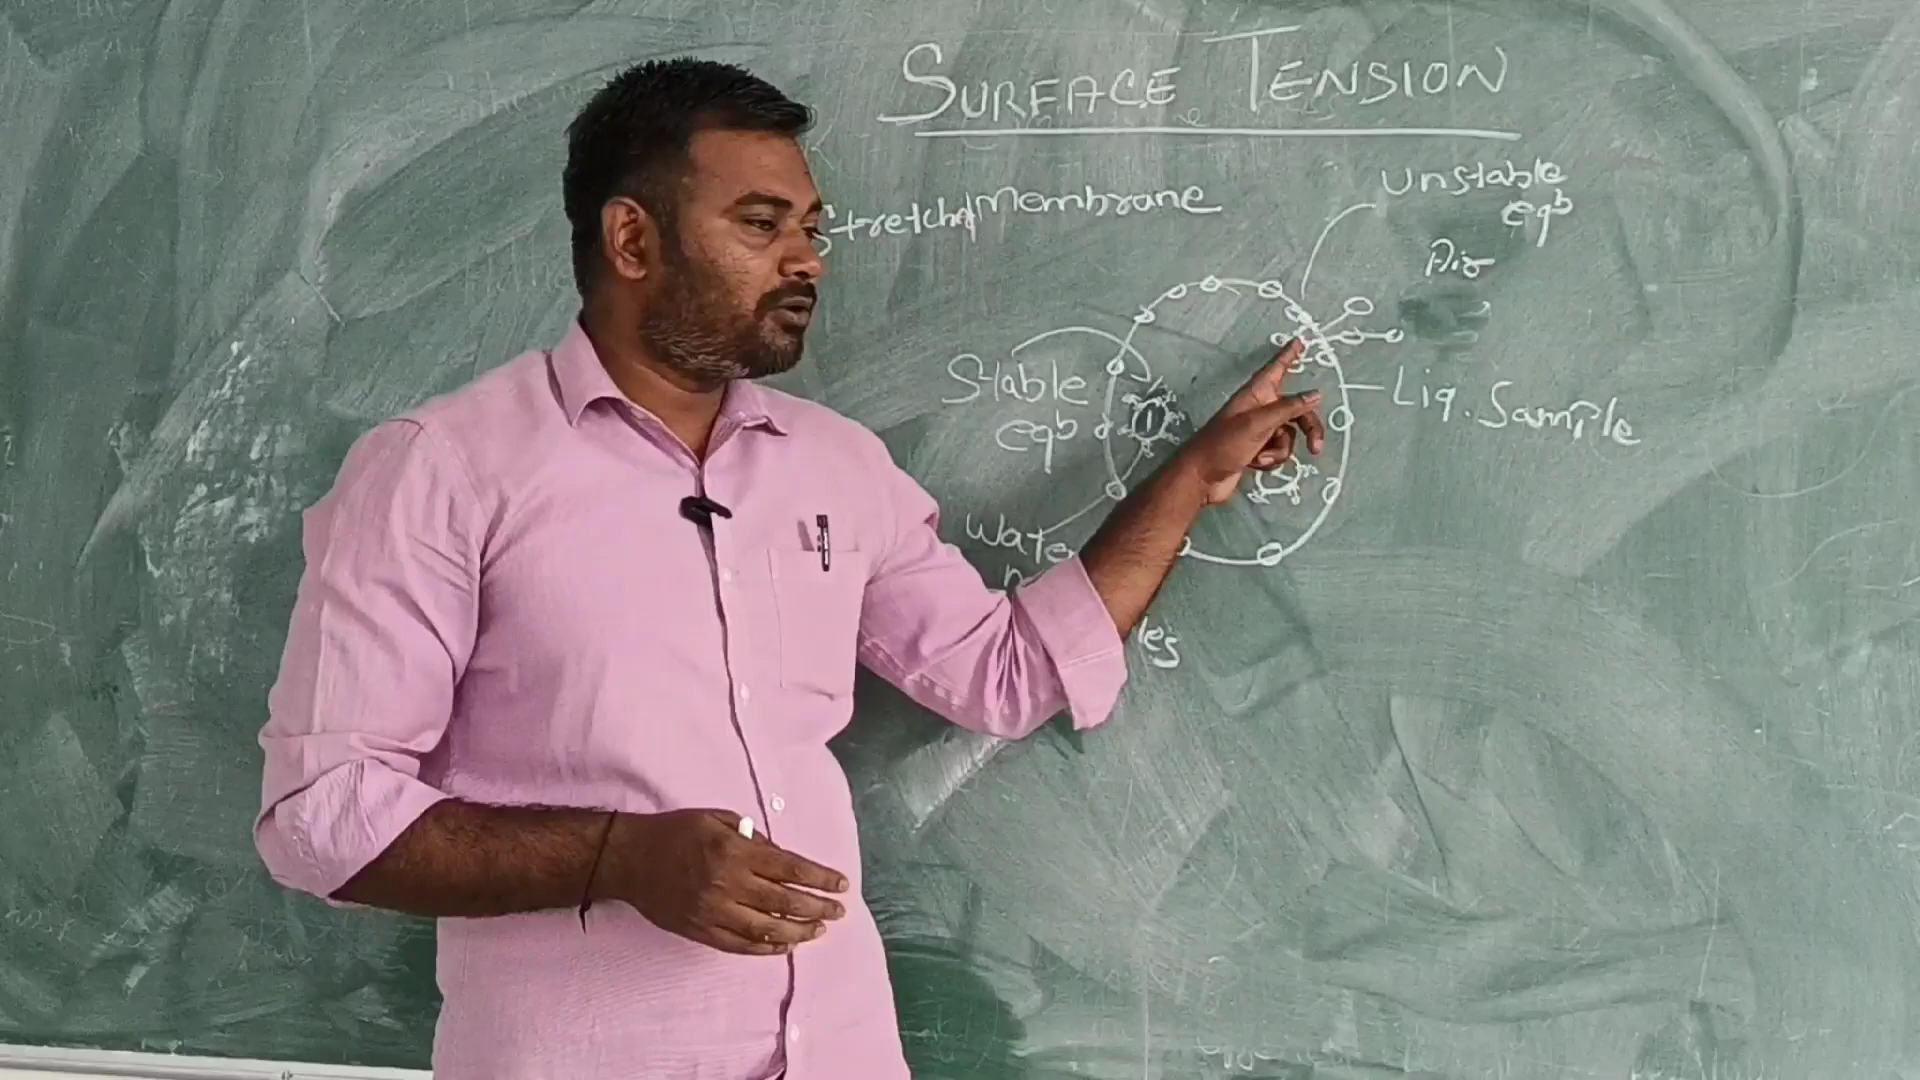 SURFACE TENSION
Stretched Membrane
Unstable
eqb
Air
Stable
eqb
Liq. Sample
Wate
les